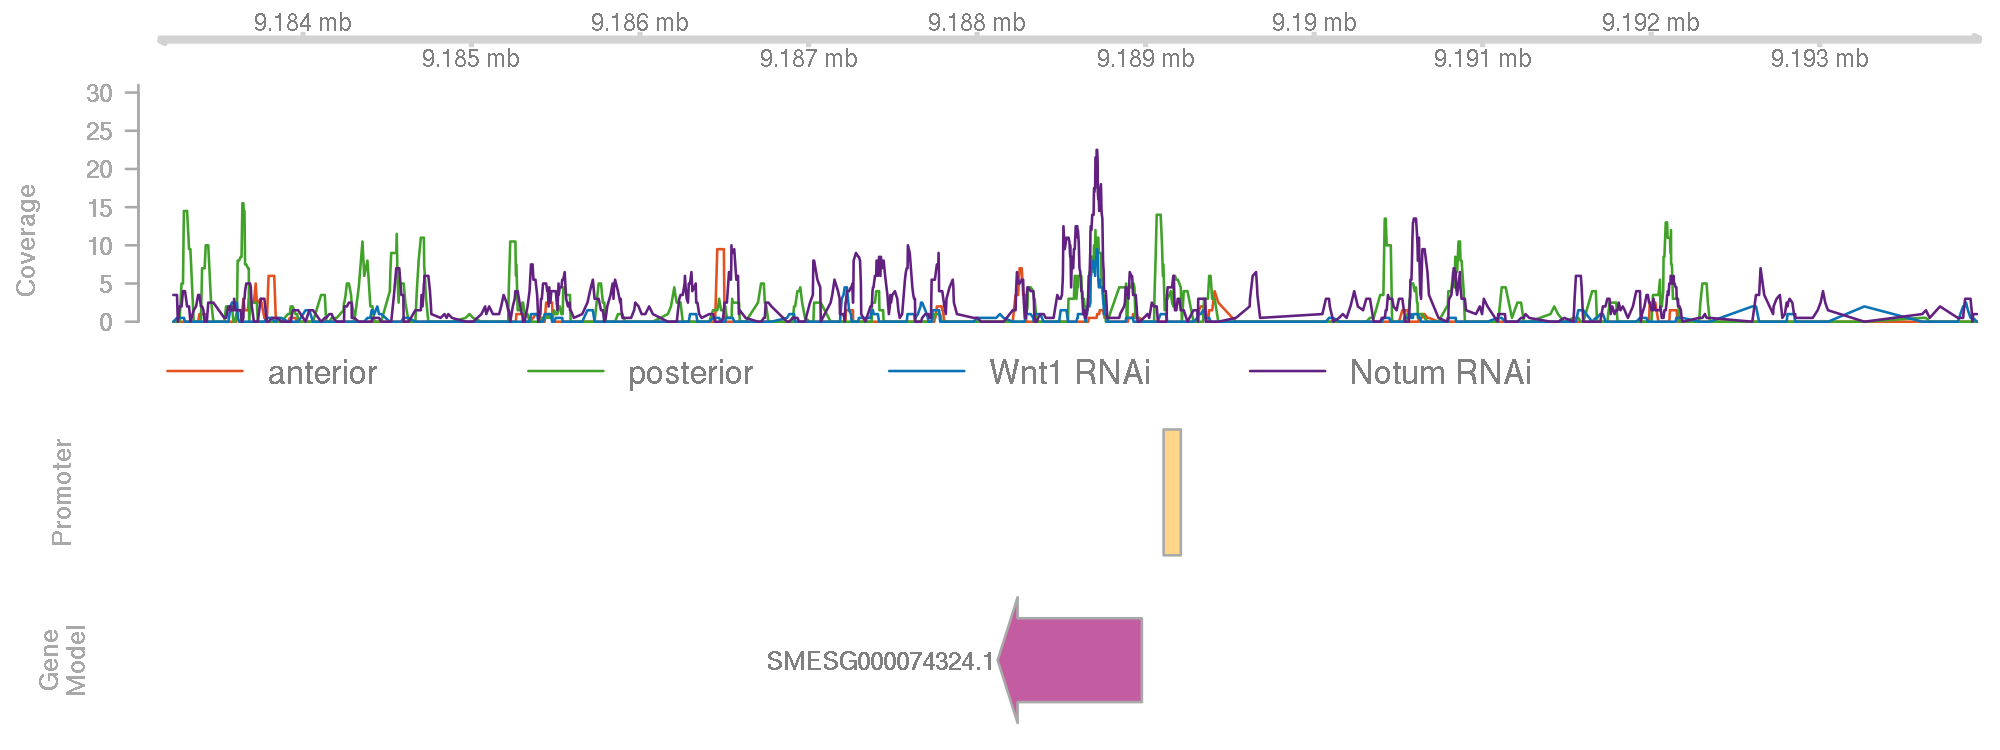 9.184 mb 9.186 mb 9.188 mb 9.19 mb 9.192 mb
9.185 mb 9.187 mb 9.189 mb 9.191 mb 9.193 mb
30
25
20
15
10
5
0
Coverage
anterior posterior Wnt1 RNAi Notum RNAi
Promoter
Gene
Model
SMESG000074324.1